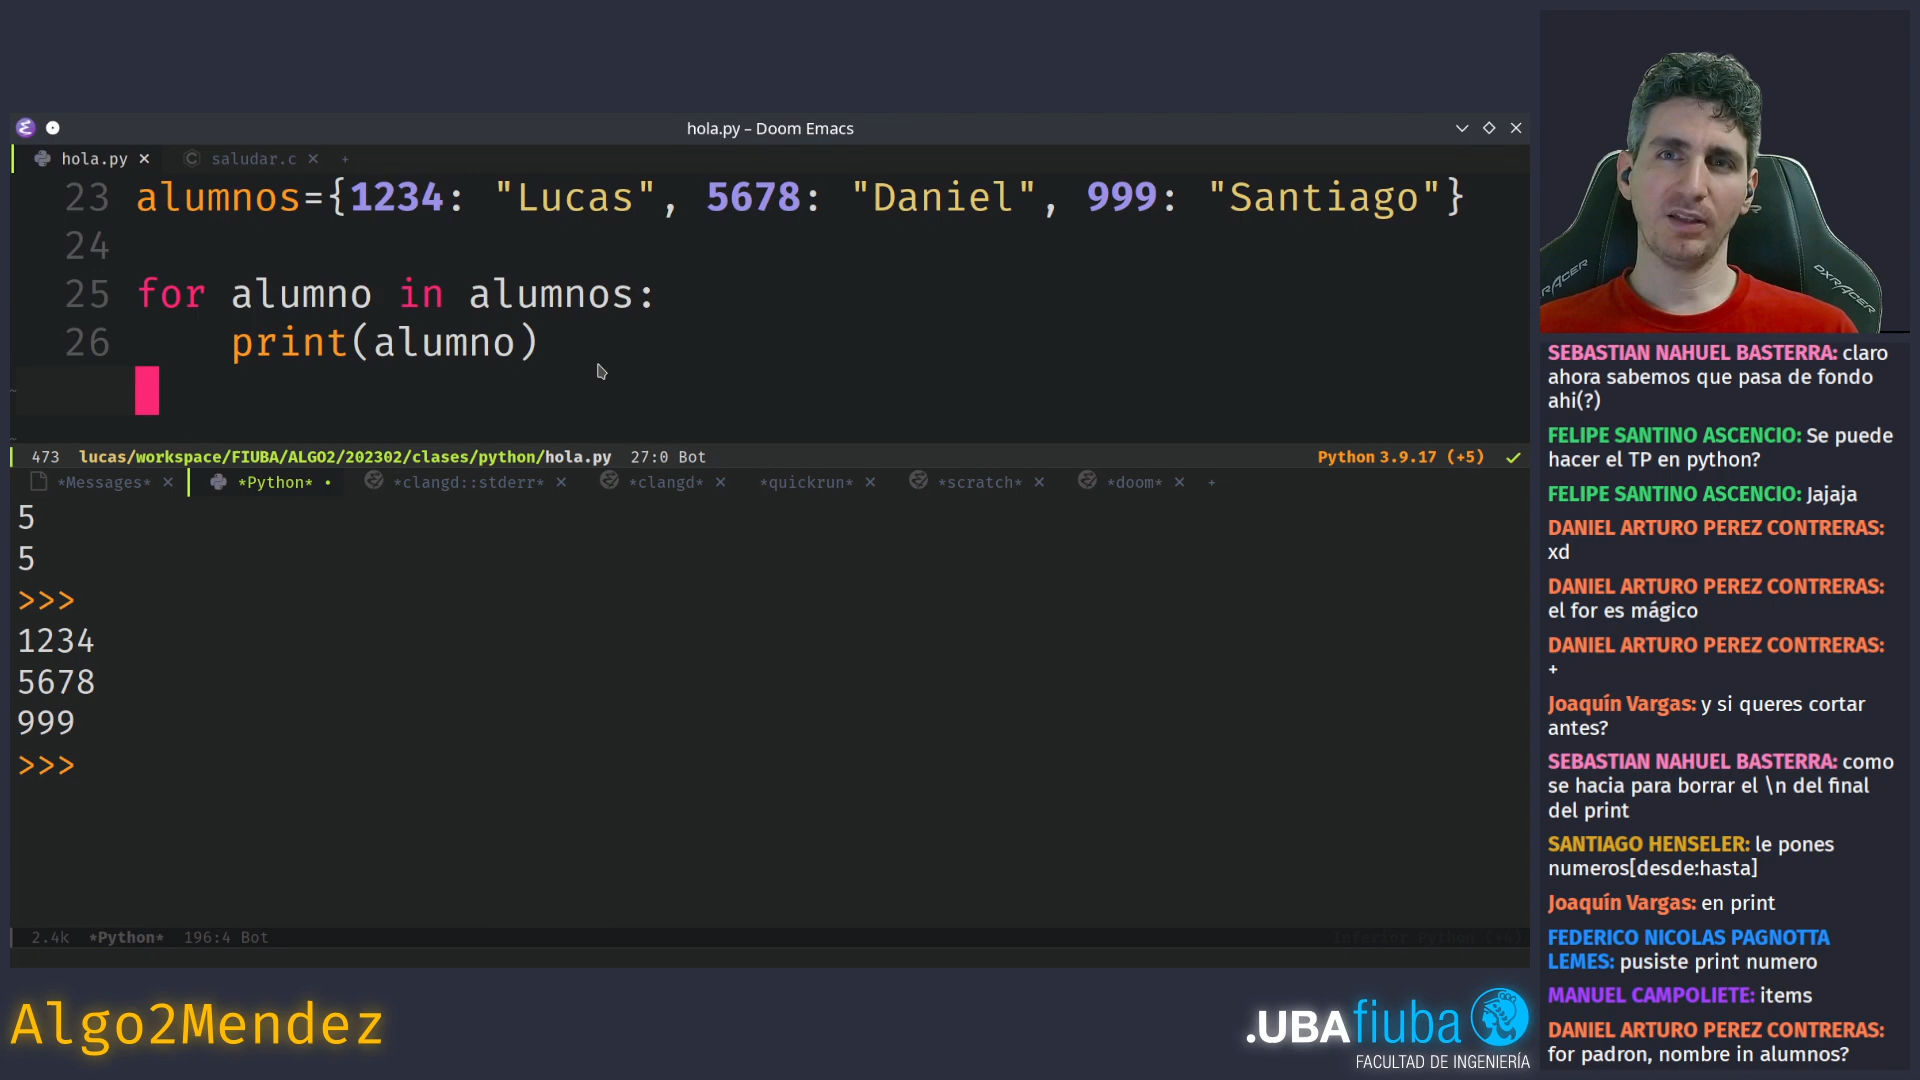 hola.py – Doom Emacs
hola.py × saludar.c × +
23 alumnos={1234: "Lucas", 5678: "Daniel", 999: "Santiago"}
24
25 for alumno in alumnos:
26 print(alumno)
~
~
473 lucas/workspace/FIUBA/ALGO2/202302/clases/python/hola.py 27:0 Bot Python 3.9.17 (+5) ✓
*Messages* × *Python* • *clangd::stderr* × *clangd* × *quickrun* × *scratch* × *doom* × +
5
5
>>>
1234
5678
999
>>>
2.4k *Python* 196:4 Bot Inferior Python (+4)
Algo2Mendez
.UBAfiuba
FACULTAD DE INGENIERÍA
DXRACER
SEBASTIAN NAHUEL BASTERRA: claro
ahora sabemos que pasa de fondo
ahi(?)
FELIPE SANTINO ASCENCIO: Se puede
hacer el TP en python?
FELIPE SANTINO ASCENCIO: Jajaja
DANIEL ARTURO PEREZ CONTRERAS:
xd
DANIEL ARTURO PEREZ CONTRERAS:
el for es mágico
DANIEL ARTURO PEREZ CONTRERAS:
+
Joaquín Vargas: y si queres cortar
antes?
SEBASTIAN NAHUEL BASTERRA: como
se hacia para borrar el \n del final
del print
SANTIAGO HENSELER: le pones
numeros[desde:hasta]
Joaquín Vargas: en print
FEDERICO NICOLAS PAGNOTTA
LEMES: pusiste print numero
MANUEL CAMPOLIETE: items
DANIEL ARTURO PEREZ CONTRERAS:
for padron, nombre in alumnos?